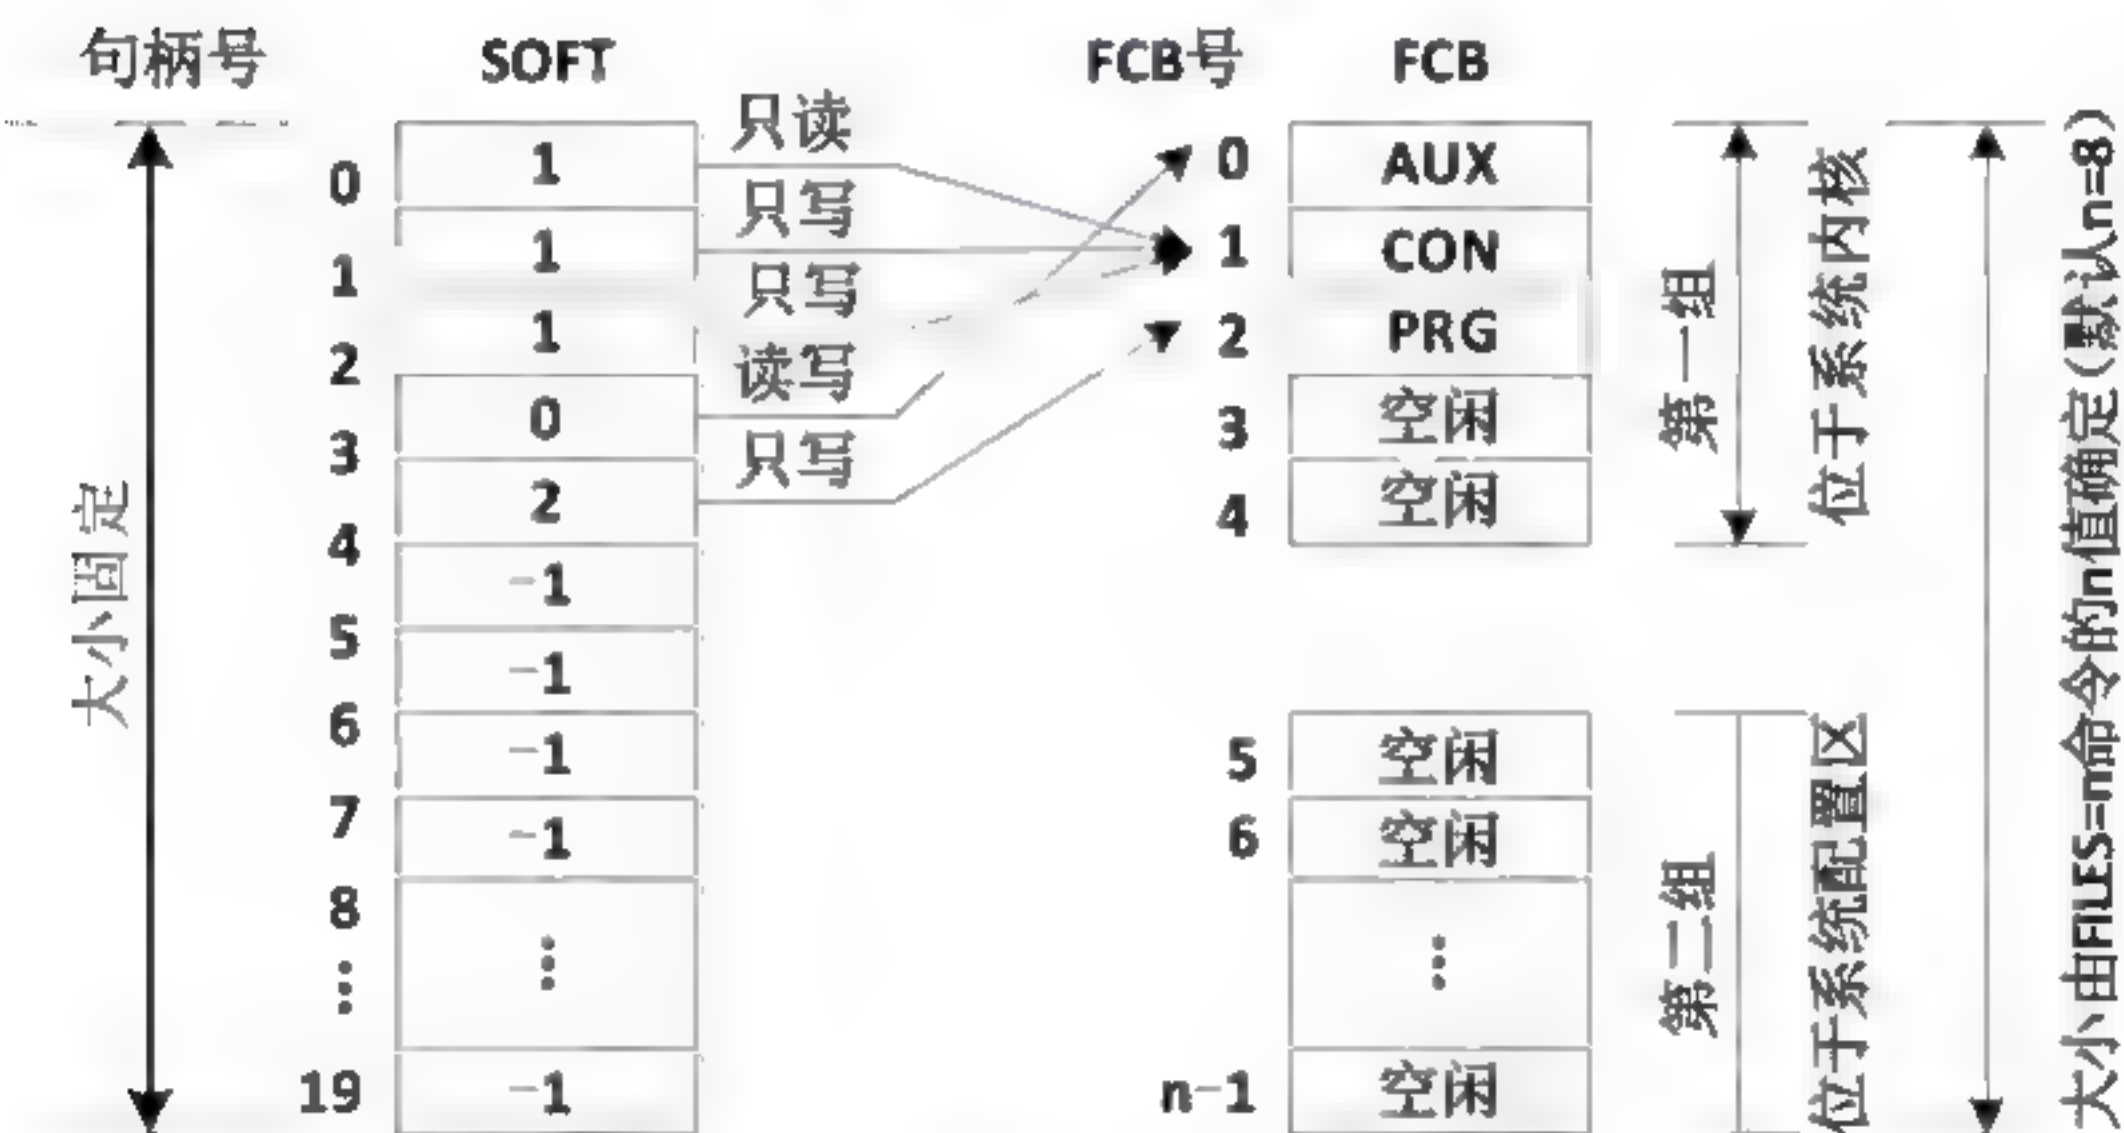 句柄号 SOFT FCB号 FCB
只读
0 1 0 AUX
只写
1 1 1 CON
只写
2 1 2 PRG
读写
3 0 3 空闲
只写
4 2 4 空闲
5 -1
6 -1
7 -1 5 空闲
8 -1 6 空闲
⋮ ⋮ ⋮
19 -1 n-1 空闲
大小固定
第一组
位于系统内核
第二组
位于系统配置区
大小由FILES=n命令的n值确定(默认n=8)